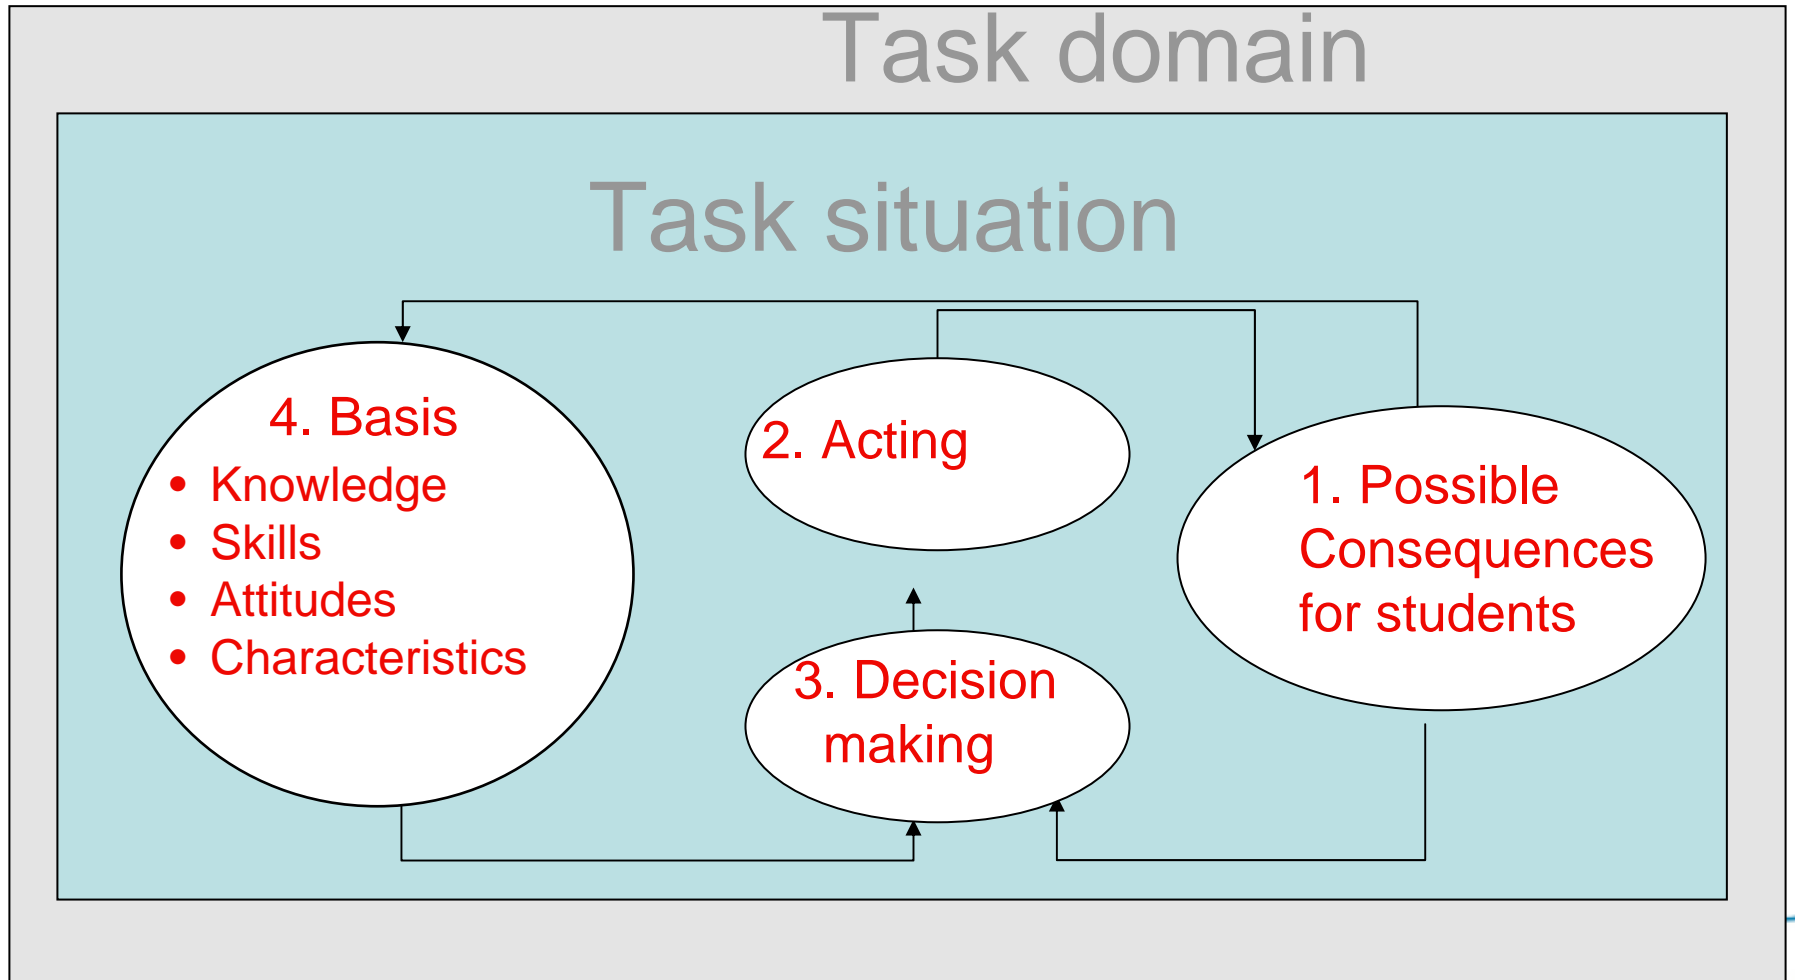 Task domain
Task situation
4. Basis
• Knowledge
• Skills
• Attitudes
• Characteristics
2. Acting
3. Decision
making
1. Possible
Consequences
for students